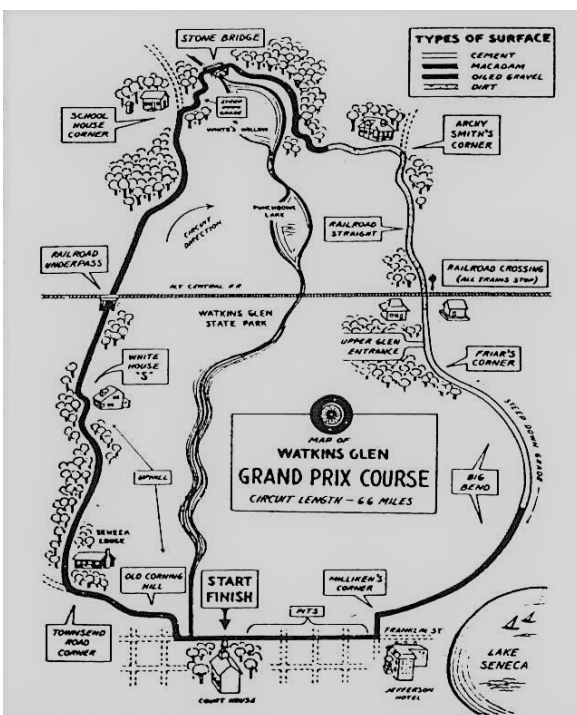 STONE BRIDGE
TYPES OF SURFACE
CEMENT
MACADAM
OILED GRAVEL
DIRT
SCHOOL
HOUSE
CORNER
STEEP
DOWN
GRADE
WHITE'S HOLLOW
ARCHY
SMITH'S
CORNER
PUNCHBOWL
LAKE
CIRCUIT
DIRECTION
RAILROAD
STRAIGHT
RAILROAD
UNDERPASS
N.Y. CENTRAL R.R
RAILROAD CROSSING
(ALL TRAINS STOP)
WATKINS GLEN
STATE PARK
UPPER GLEN
ENTRANCE
FRIAR'S
CORNER
WHITE
HOUSE
"S"
STEEP DOWN GRADE
MAP OF
WATKINS GLEN
GRAND PRIX COURSE
CIRCUIT LENGTH - 6.6 MILES
BIG
BEND
UPHILL
SENECA
LODGE
OLD CORNING
HILL
START
FINISH
MILLIKEN'S
CORNER
PITS
FRANKLIN ST.
TOWNSEND
ROAD
CORNER
COURT HOUSE
JEFFERSON
HOTEL
LAKE
SENECA